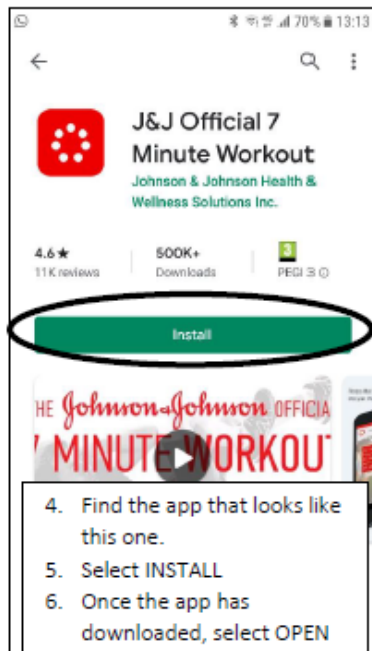 70% 13:13
J&J Official 7
Minute Workout
Johnson & Johnson Health &
Wellness Solutions Inc.
4.6★ 500K+ 3
11K reviews Downloads PEGI 3
Install
HE Johnson & Johnson OFFICIA
7 MINUTE WORKOUT
4. Find the app that looks like
this one.
5. Select INSTALL
6. Once the app has
downloaded, select OPEN